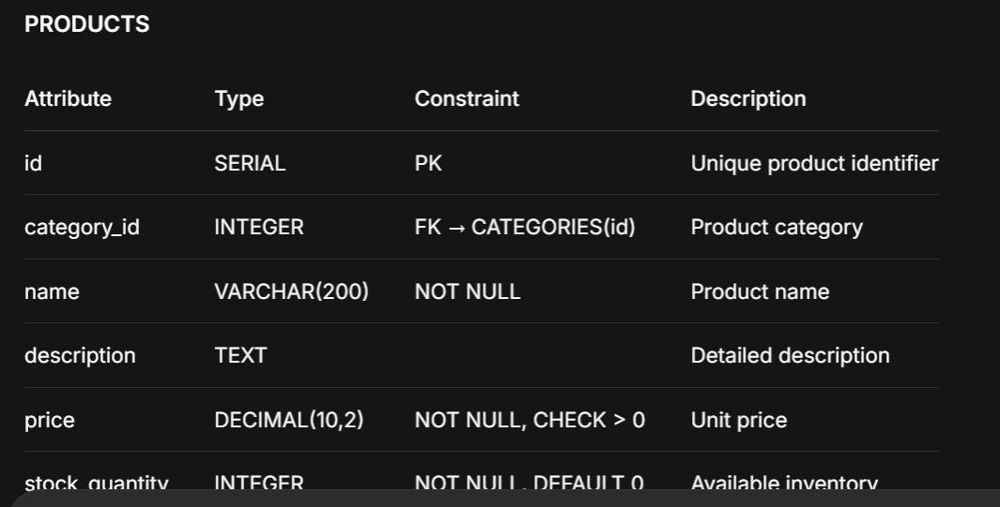 PRODUCTS
Attribute Type Constraint Description
id SERIAL PK Unique product identifier
category_id INTEGER FK → CATEGORIES(id) Product category
name VARCHAR(200) NOT NULL Product name
description TEXT Detailed description
price DECIMAL(10,2) NOT NULL, CHECK > 0 Unit price
stock_quantity INTEGER NOT NULL, DEFAULT 0 Available inventory